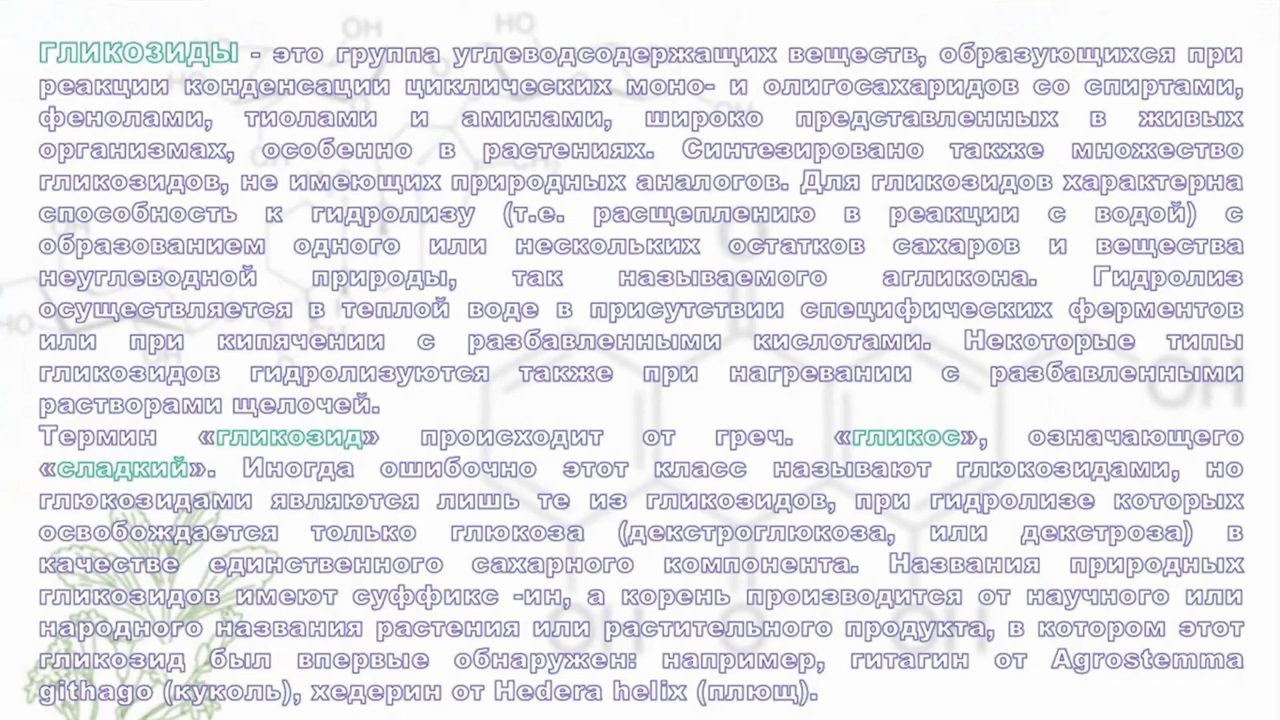 ГЛИКОЗИДЫ - это группа углеводсодержащих веществ, образующихся при
реакции конденсации циклических моно- и олигосахаридов со спиртами,
фенолами, тиолами и аминами, широко представленных в живых
организмах, особенно в растениях. Синтезировано также множество
гликозидов, не имеющих природных аналогов. Для гликозидов характерна
способность к гидролизу (т.е. расщеплению в реакции с водой) с
образованием одного или нескольких остатков сахаров и вещества
неуглеводной природы, так называемого агликона. Гидролиз
осуществляется в теплой воде в присутствии специфических ферментов
или при кипячении с разбавленными кислотами. Некоторые типы
гликозидов гидролизуются также при нагревании с разбавленными
растворами щелочей.
Термин «гликозид» происходит от греч. «гликос», означающего
«сладкий». Иногда ошибочно этот класс называют глюкозидами, но
глюкозидами являются лишь те из гликозидов, при гидролизе которых
освобождается только глюкоза (декстроглюкоза, или декстроза) в
качестве единственного сахарного компонента. Названия природных
гликозидов имеют суффикс -ин, а корень производится от научного или
народного названия растения или растительного продукта, в котором этот
гликозид был впервые обнаружен: например, гитагин от Agrostemma
githago (куколь), хедерин от Hedera helix (плющ).